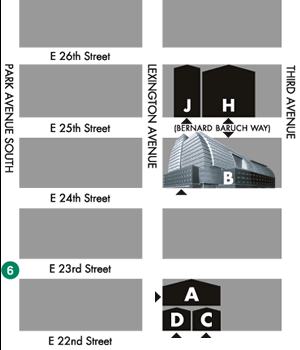 E 26th Street
PARK AVENUE SOUTH
LEXINGTON AVENUE
THIRD AVENUE
J H
E 25th Street
(BERNARD BARUCH WAY)
B
E 24th Street
6
E 23rd Street
A
D C
E 22nd Street